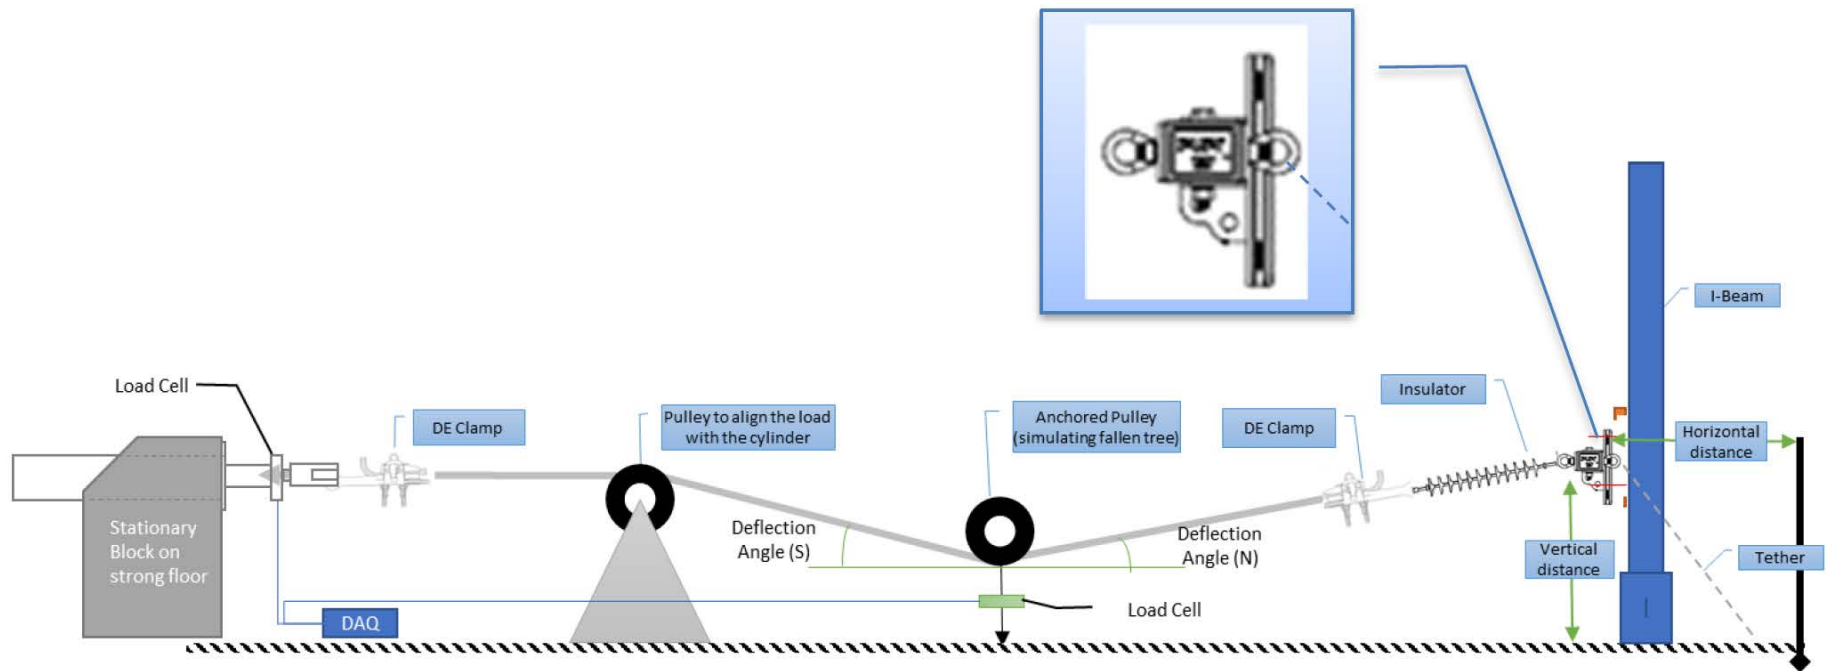 I-Beam
Load Cell
Insulator
DE Clamp
Pulley to align the load
with the cylinder
Anchored Pulley
(simulating fallen tree)
DE Clamp
Horizontal
distance
Stationary
Block on
strong floor
Deflection
Angle (S)
Deflection
Angle (N)
Vertical
distance
Tether
Load Cell
DAQ